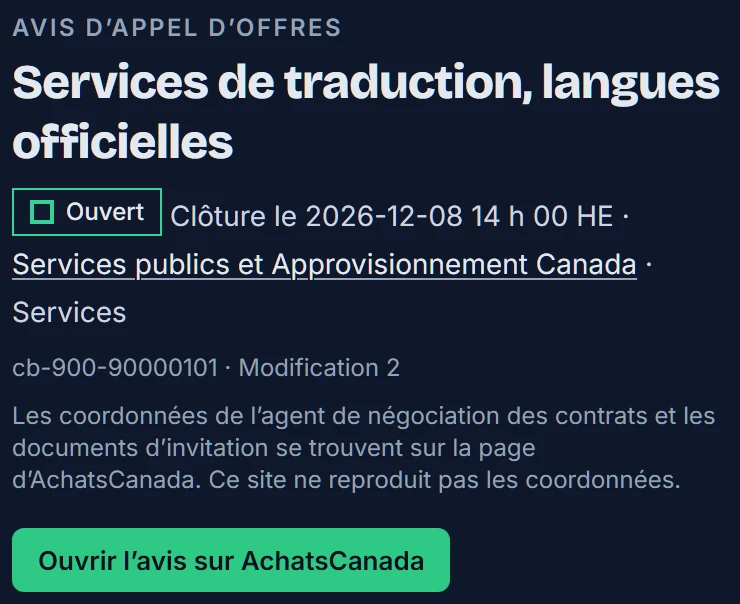 AVIS D’APPEL D’OFFRES
Services de traduction, langues
officielles
Ouvert Clôture le 2026-12-08 14 h 00 HE ·
Services publics et Approvisionnement Canada ·
Services
cb-900-90000101 · Modification 2
Les coordonnées de l’agent de négociation des contrats et les
documents d’invitation se trouvent sur la page
d’AchatsCanada. Ce site ne reproduit pas les coordonnées.
Ouvrir l’avis sur AchatsCanada